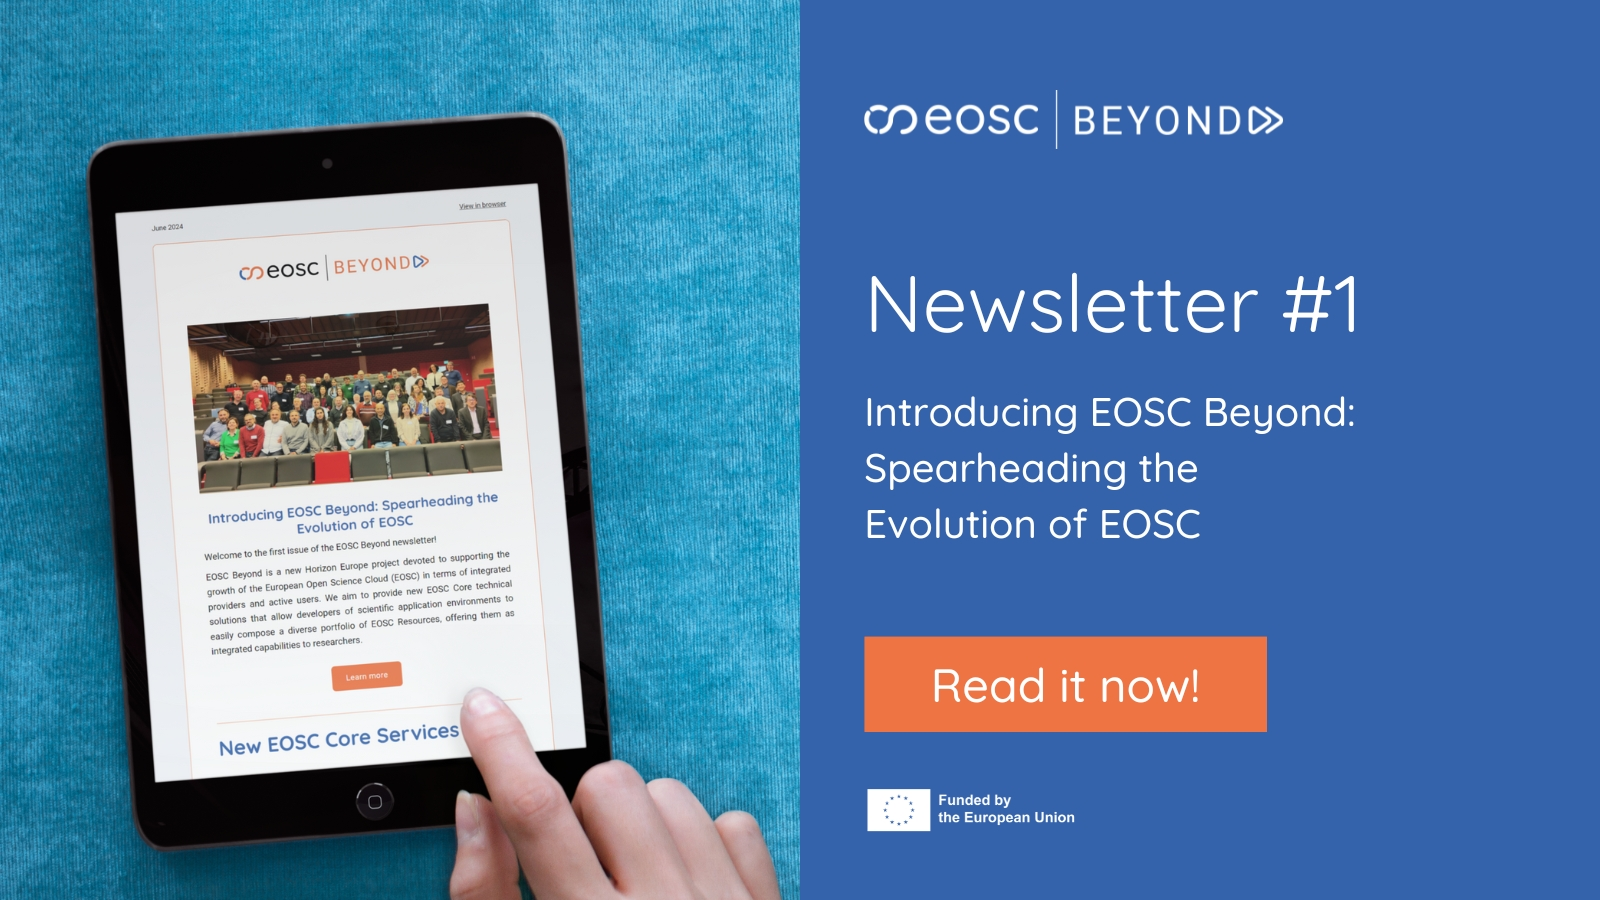 June 2024
View in browser
eosc BEYOND
Introducing EOSC Beyond: Spearheading the
Evolution of EOSC
Welcome to the first issue of the EOSC Beyond newsletter!
EOSC Beyond is a new Horizon Europe project devoted to supporting the
growth of the European Open Science Cloud (EOSC) in terms of integrated
providers and active users. We aim to provide new EOSC Core technical
solutions that allow developers of scientific application environments to
easily compose a diverse portfolio of EOSC Resources, offering them as
integrated capabilities to researchers.
Learn more
New EOSC Core Services
eosc BEYOND
Newsletter #1
Introducing EOSC Beyond:
Spearheading the
Evolution of EOSC
Read it now!
Funded by
the European Union